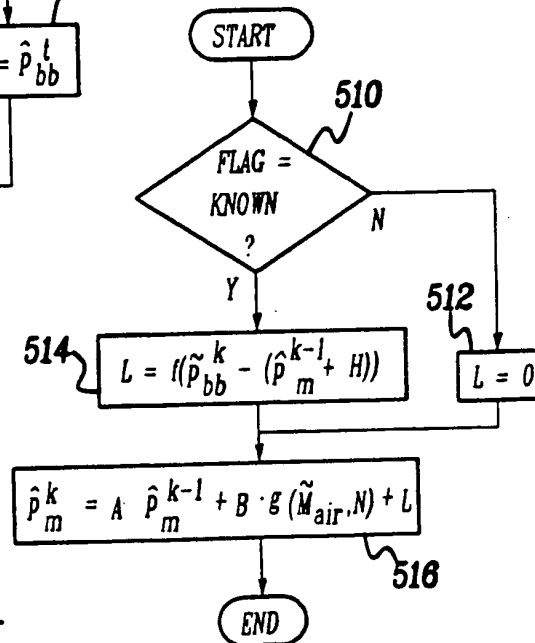 = p̂_bb^t
START
510
FLAG =
KNOWN
?
N
Y
512
514
L = f(p̃_bb^k - (p̂_m^{k-1} + H))
L = 0
p̂_m^k = A p̂_m^{k-1} + B · g (M̃_air, N) + L
516
END